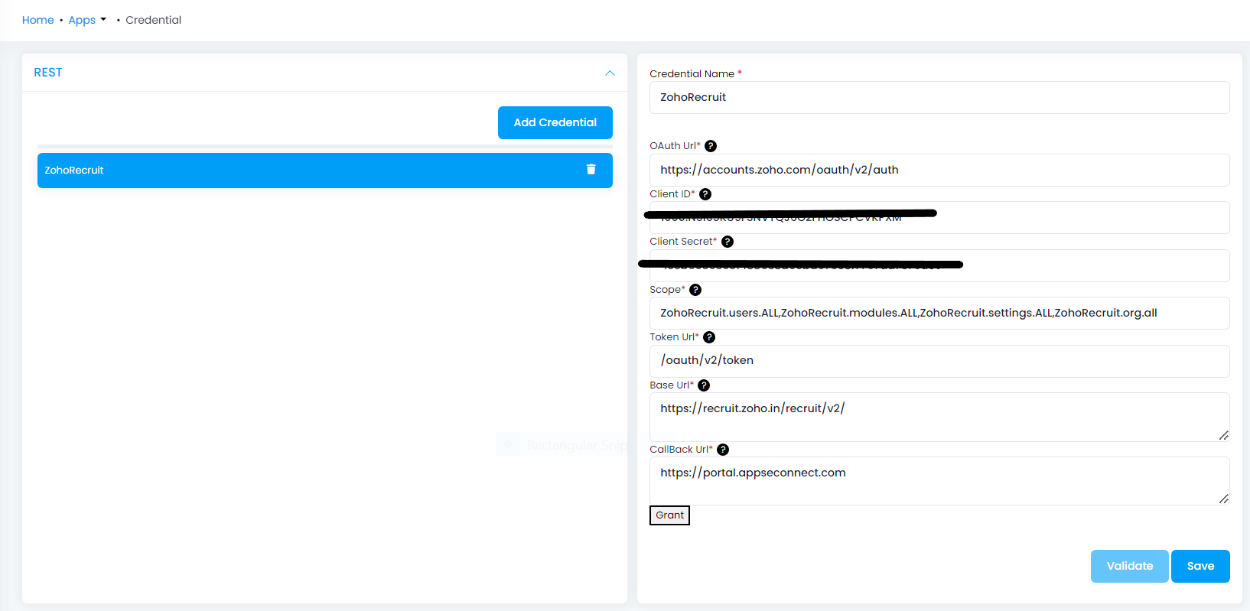 Home • Apps • Credential
REST
Add Credential
ZohoRecruit
Credential Name *
ZohoRecruit
OAuth Url* ?
https://accounts.zoho.com/oauth/v2/auth
Client ID* ?
Client Secret* ?
Scope* ?
ZohoRecruit.users.ALL,ZohoRecruit.modules.ALL,ZohoRecruit.settings.ALL,ZohoRecruit.org.all
Token Url* ?
/oauth/v2/token
Base Url* ?
https://recruit.zoho.in/recruit/v2/
Rectangular Snip
CallBack Url* ?
https://portal.appseconnect.com
Grant
Validate
Save